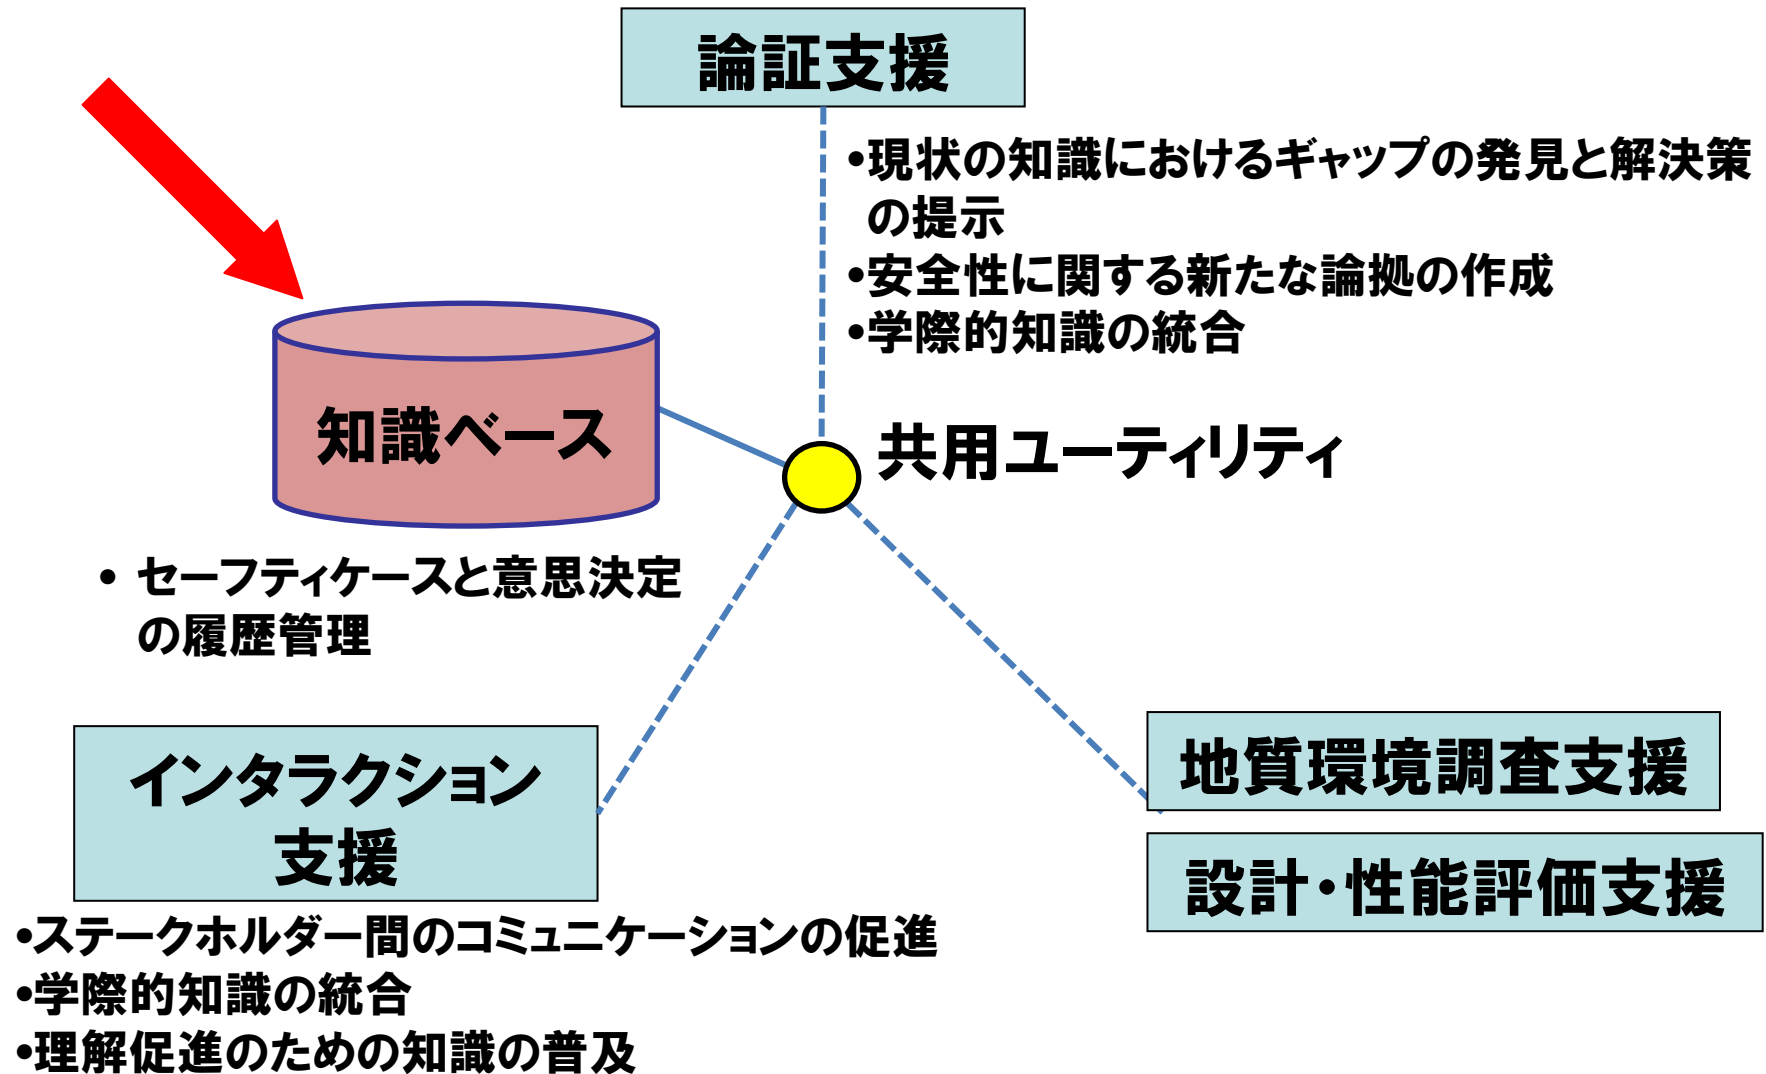 論証支援
•現状の知識におけるギャップの発見と解決策
の提示
•安全性に関する新たな論拠の作成
•学際的知識の統合
知識ベース
共用ユーティリティ
• セーフティケースと意思決定
の履歴管理
インタラクション
支援
地質環境調査支援
設計・性能評価支援
•ステークホルダー間のコミュニケーションの促進
•学際的知識の統合
•理解促進のための知識の普及